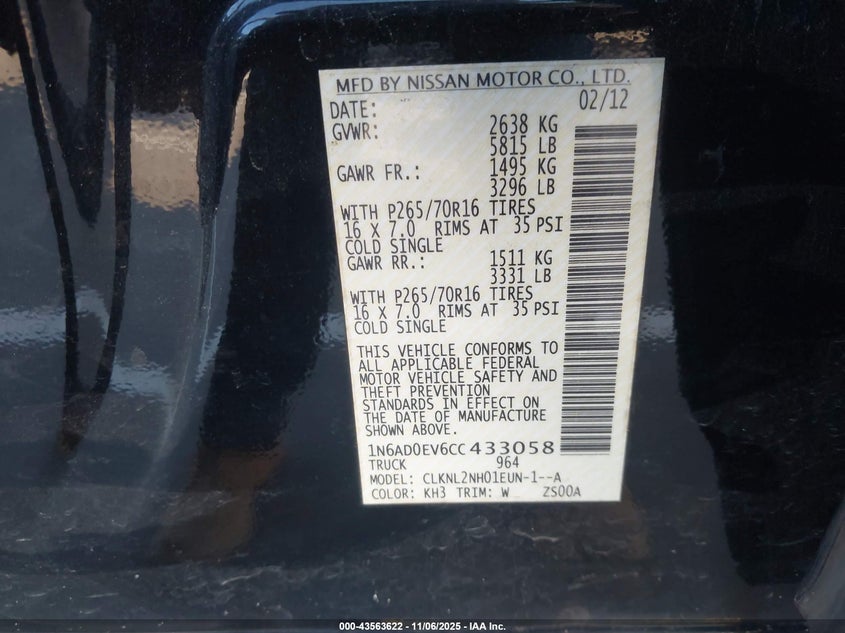 MFD BY NISSAN MOTOR CO., LTD.
DATE: 02/12
GVWR: 2638 KG
5815 LB
GAWR FR.: 1495 KG
3296 LB
WITH P265/70R16 TIRES
16 X 7.0 RIMS AT 35 PSI
COLD SINGLE
GAWR RR.: 1511 KG
3331 LB
WITH P265/70R16 TIRES
16 X 7.0 RIMS AT 35 PSI
COLD SINGLE
THIS VEHICLE CONFORMS TO
ALL APPLICABLE FEDERAL
MOTOR VEHICLE SAFETY AND
THEFT PREVENTION
STANDARDS IN EFFECT ON
THE DATE OF MANUFACTURE
SHOWN ABOVE.
1N6AD0EV6CC433058
TRUCK 964
MODEL: CLKNL2NH01EUN-1--A
COLOR: KH3 TRIM: W ZS00A
000-43563622 - 11/06/2025 - IAA Inc.